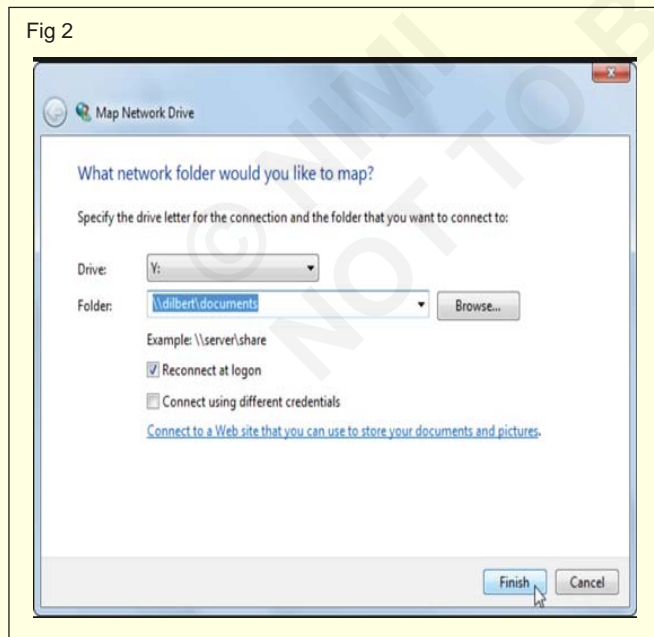 Fig 2
Map Network Drive
What network folder would you like to map?
Specify the drive letter for the connection and the folder that you want to connect to:
Drive: Y:
Folder: \\dilbert\documents Browse...
Example: \\server\share
Reconnect at logon
Connect using different credentials
Connect to a Web site that you can use to store your documents and pictures.
Finish Cancel
© NIMI
NOT TO B